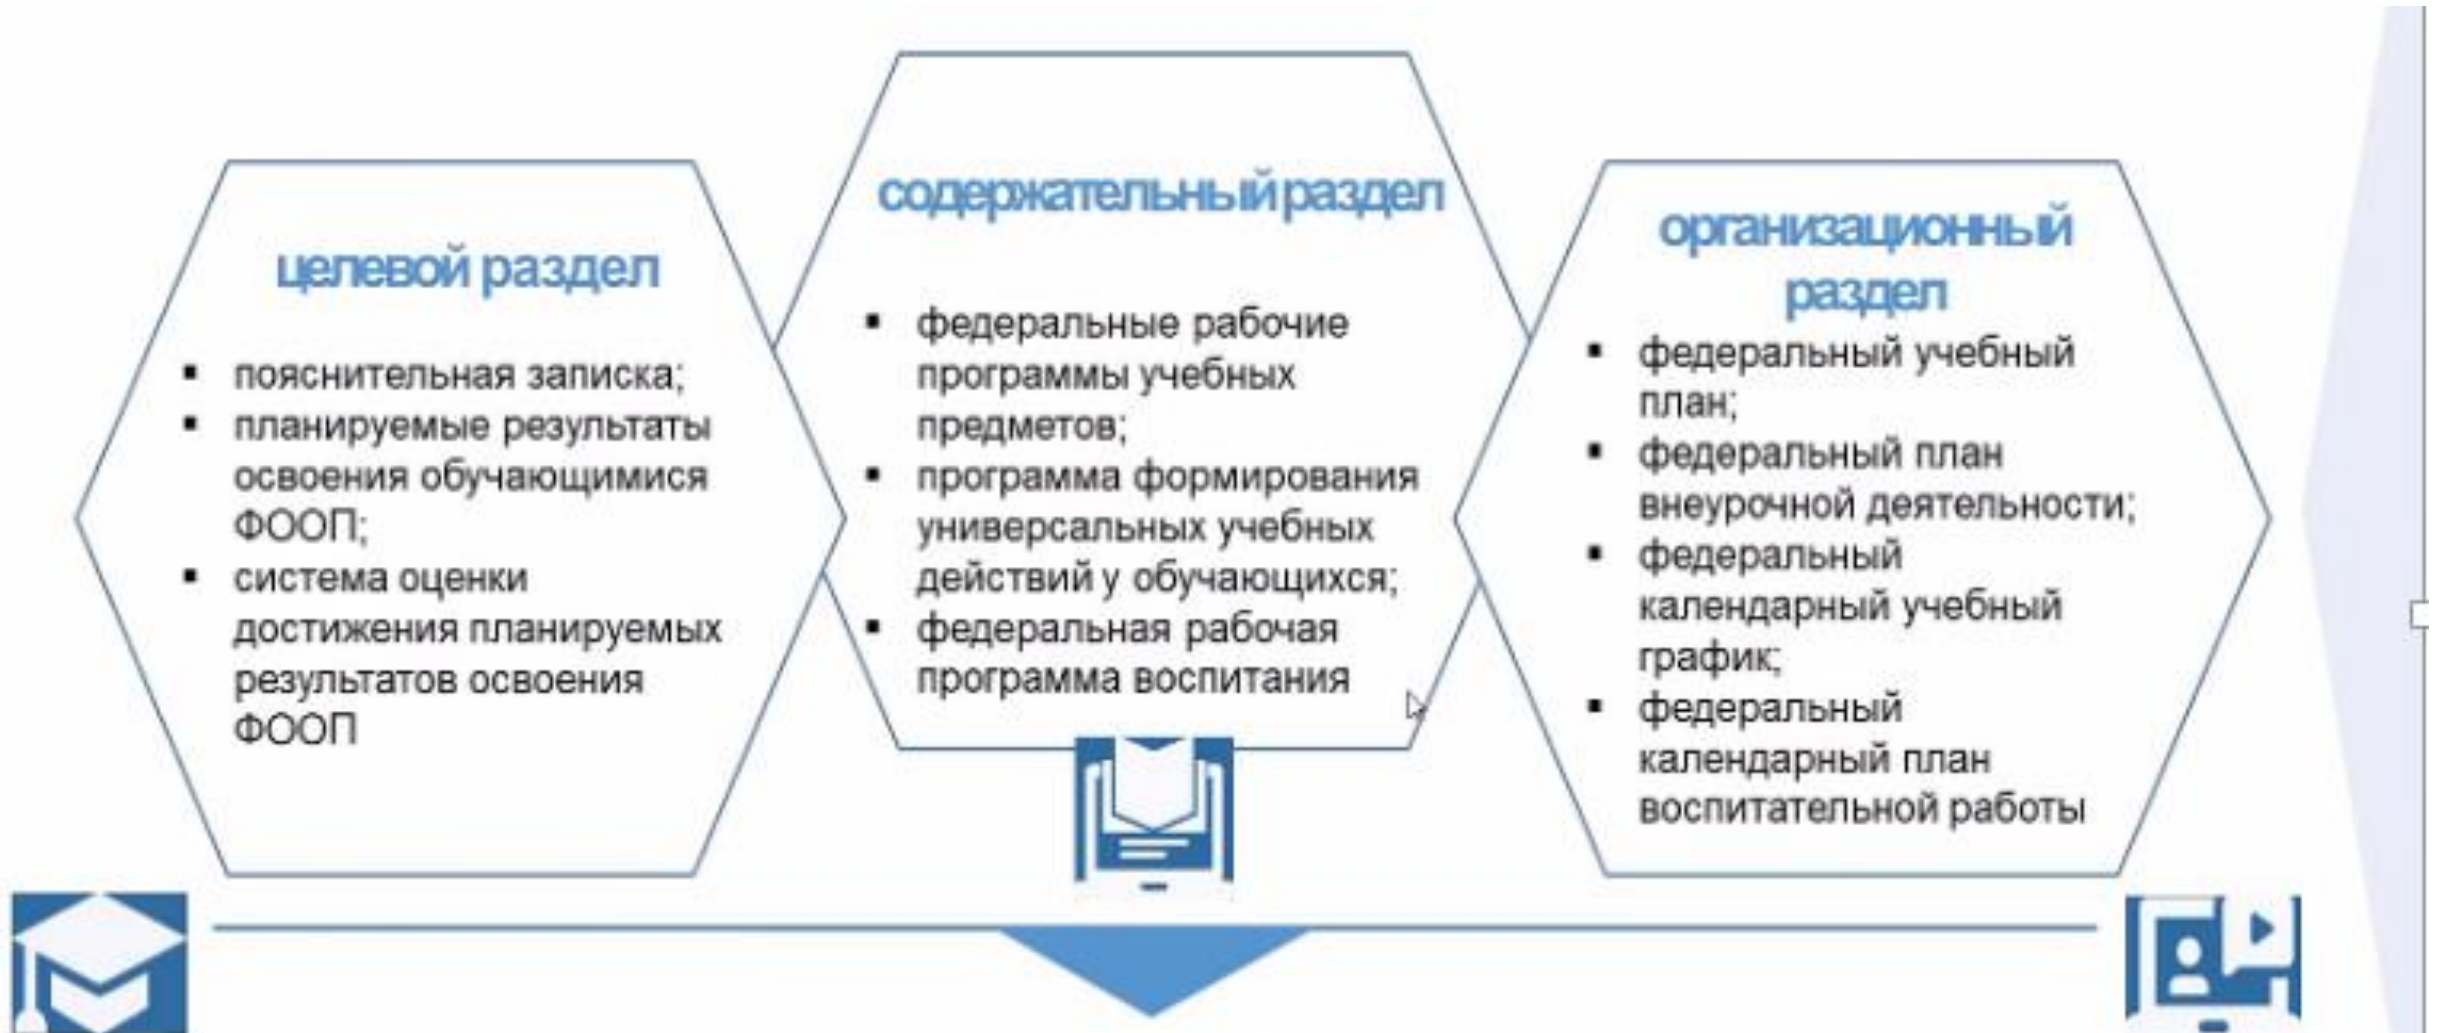 целевой раздел
▪ пояснительная записка;
▪ планируемые результаты
освоения обучающимися
ФООП;
▪ система оценки
достижения планируемых
результатов освоения
ФООП
содержательный раздел
▪ федеральные рабочие
программы учебных
предметов;
▪ программа формирования
универсальных учебных
действий у обучающихся;
▪ федеральная рабочая
программа воспитания
организационный
раздел
▪ федеральный учебный
план;
▪ федеральный план
внеурочной деятельности;
▪ федеральный
календарный учебный
график;
▪ федеральный
календарный план
воспитательной работы